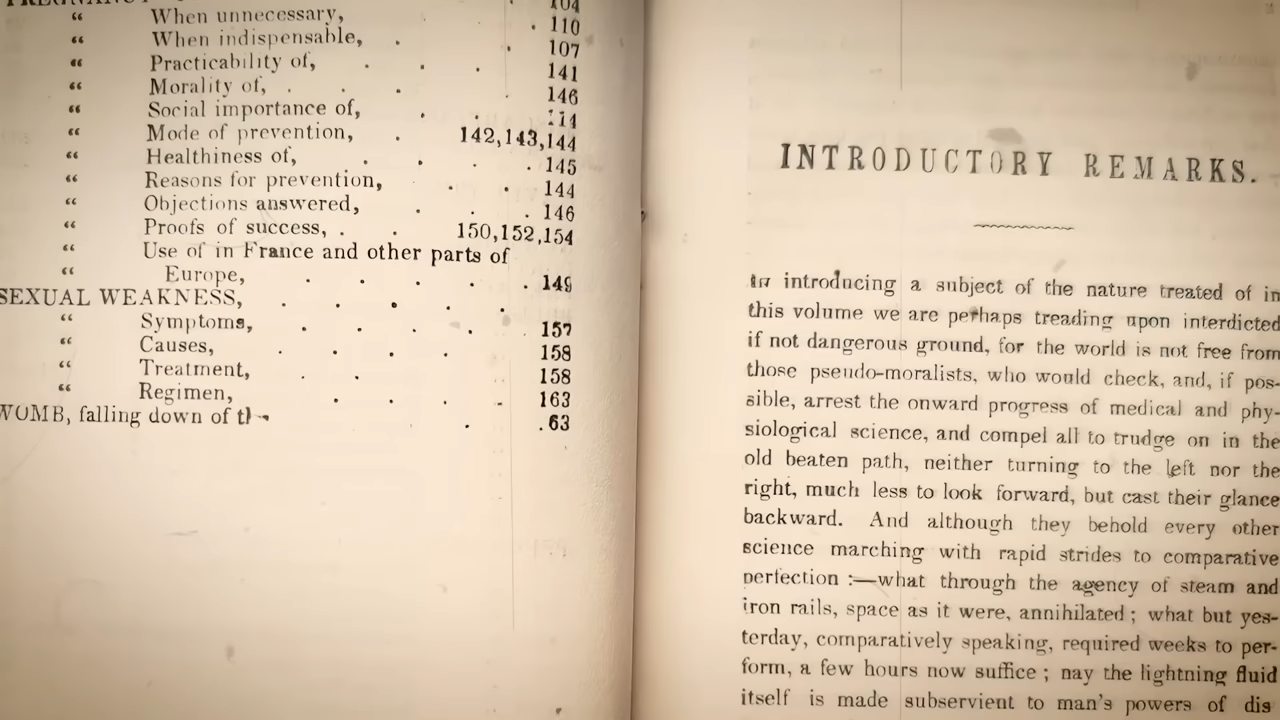 104
“ When unnecessary, . 110
“ When indispensable, . . 107
“ Practicability of, . . . 141
“ Morality of, . . . . 146
“ Social importance of, . .
“ Mode of prevention, . 142,143,144
“ Healthiness of, . . . . 145
“ Reasons for prevention, . . 144
“ Objections answered, . . . 146
“ Proofs of success, . . 150,152,154
“ Use of in France and other parts of
“ Europe, . . . . . 149
SEXUAL WEAKNESS, . . . . .
“ Symptoms, . . . . 157
“ Causes, . . . . 158
“ Treatment, . . 158
“ Regimen, . . . . 163
WOMB, falling down of . . 63
INTRODUCTORY REMARKS.
In introducing a subject of the nature treated of in
this volume we are perhaps treading upon interdicted
if not dangerous ground, for the world is not free from
those pseudo-moralists, who would check, and, if pos-
sible, arrest the onward progress of medical and phy-
siological science, and compel all to trudge on in the
old beaten path, neither turning to the left nor the
right, much less to look forward, but cast their glance
backward. And although they behold every other
science marching with rapid strides to comparative
perfection :—what through the agency of steam and
iron rails, space as it were, annihilated ; what but yes-
terday, comparatively speaking, required weeks to per-
form, a few hours now suffice ; nay the lightning fluid
itself is made subservient to man’s powers of dis